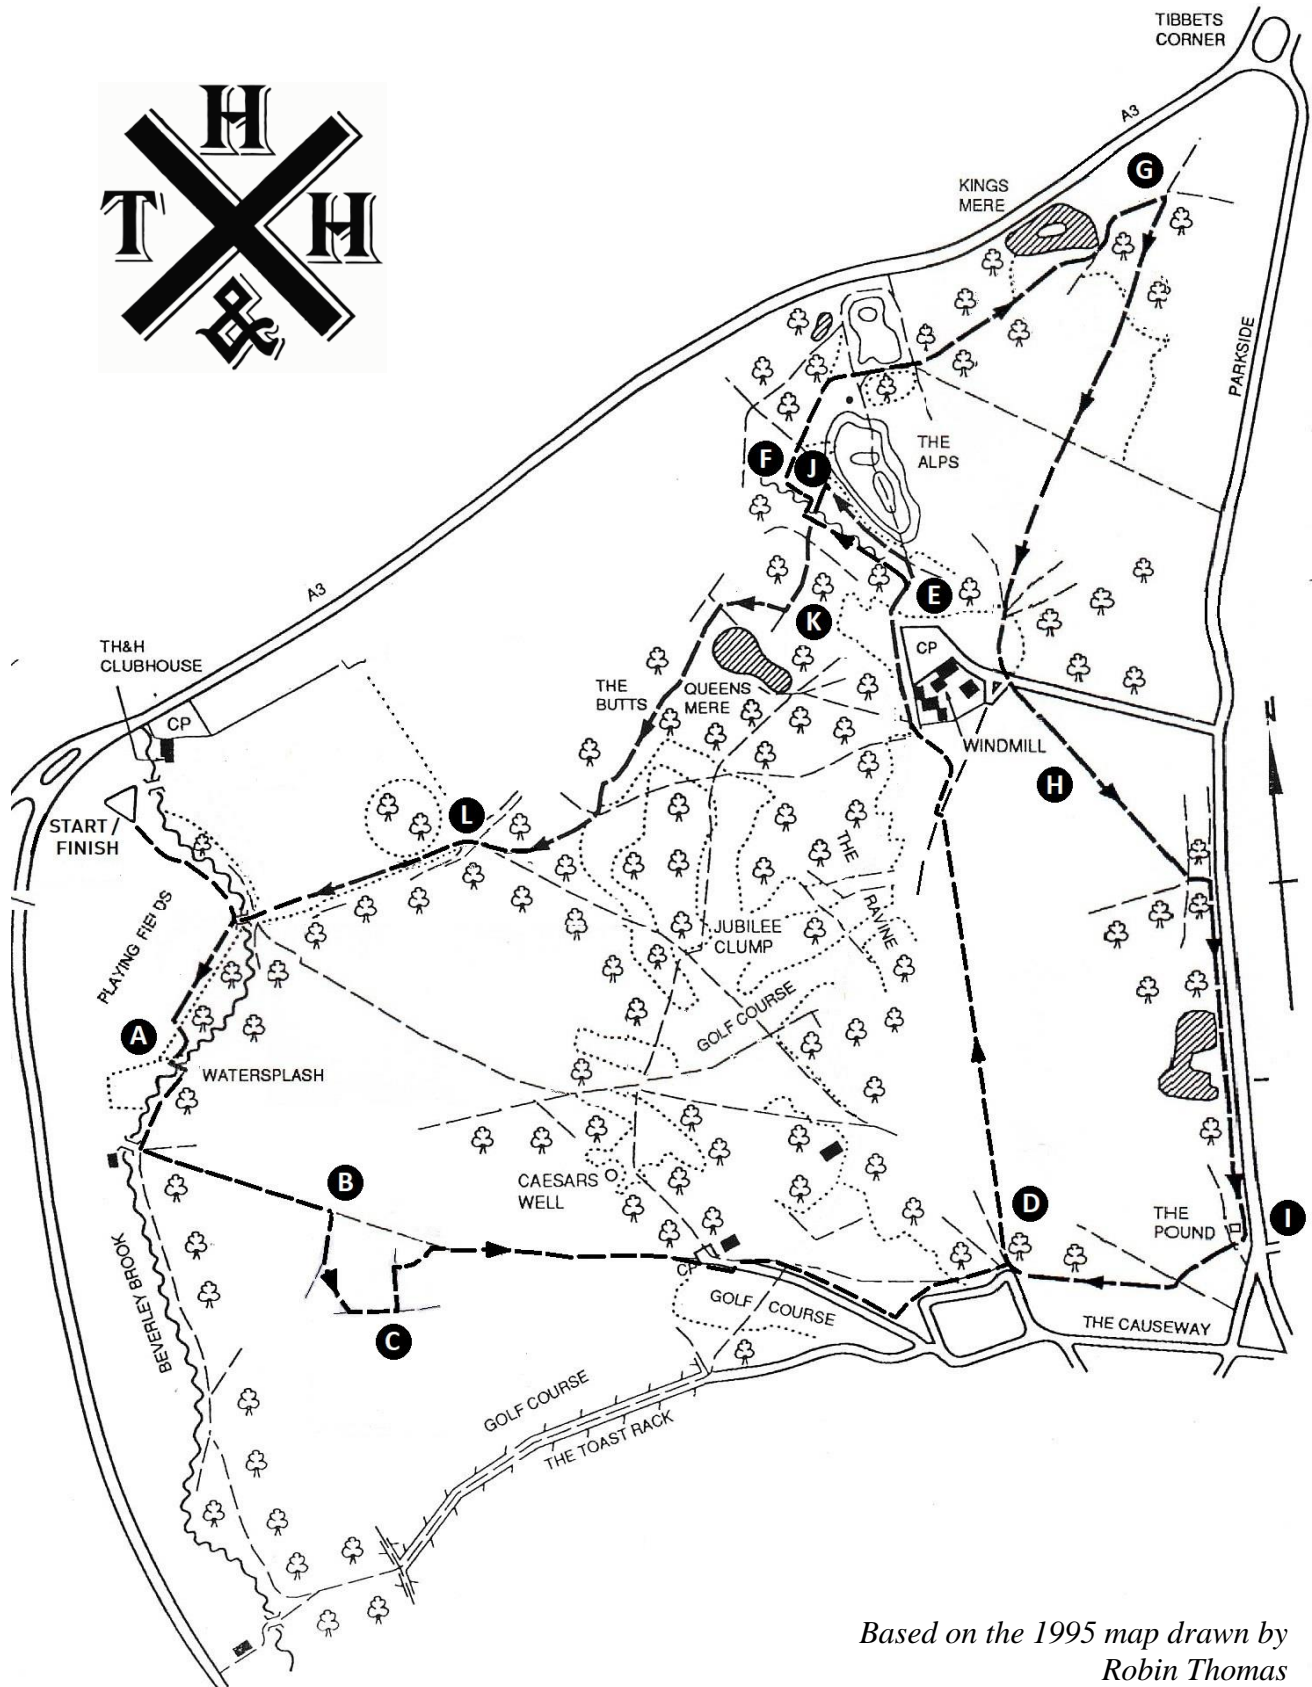 TIBBETS
CORNER
H
T H
&
A3
G
KINGS
MERE
PARKSIDE
THE
ALPS
F
J
E
A3
K
CP
TH&H
CLUBHOUSE
CP
THE
BUTTS
QUEENS
MERE
WINDMILL
H
L
START /
FINISH
THE
RAVINE
PLAYING FIELDS
JUBILEE
CLUMP
GOLF COURSE
A
WATERSPLASH
B
CAESARS
WELL
D
THE
POUND
I
BEVERLEY BROOK
CP
GOLF COURSE
THE CAUSEWAY
C
GOLF COURSE
THE TOAST RACK
Based on the 1995 map drawn by
Robin Thomas